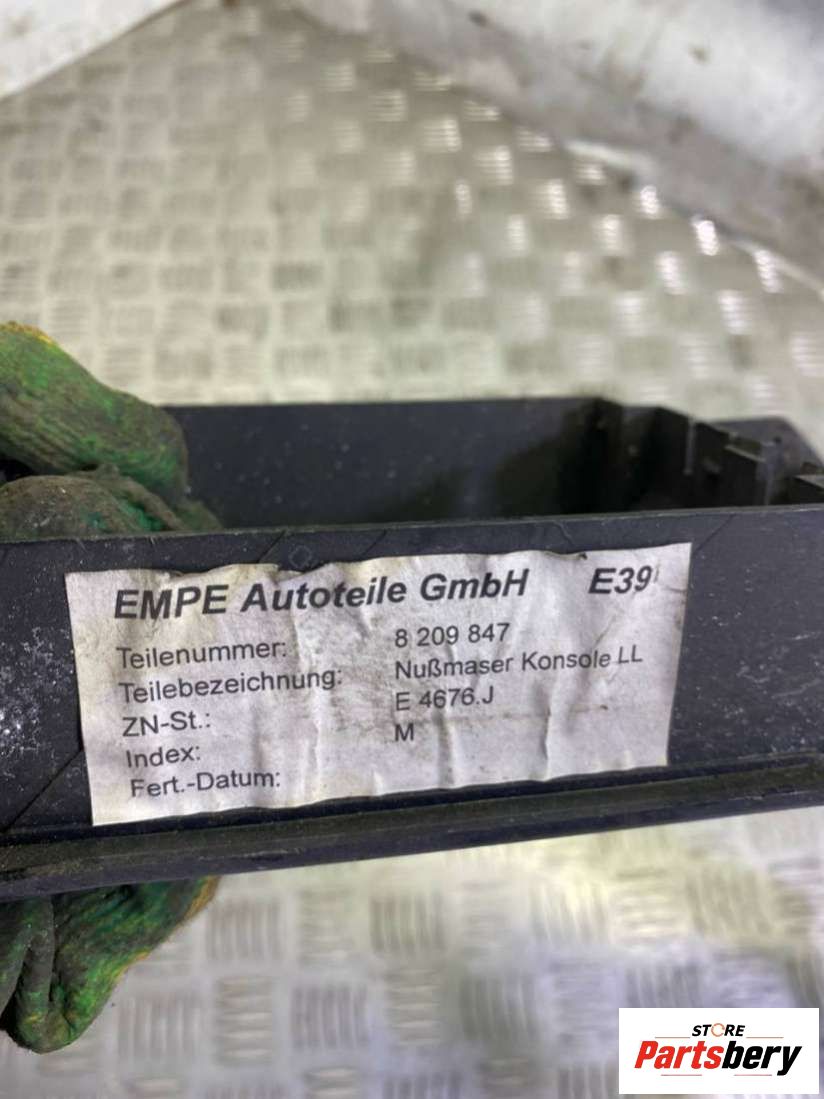 EMPE Autoteile GmbH E39
Teilenummer: 8 209 847
Teilebezeichnung: Nußmaser Konsole LL
ZN-St.: E 4676.J
Index: M
Fert.-Datum:
STORE
Partsbery